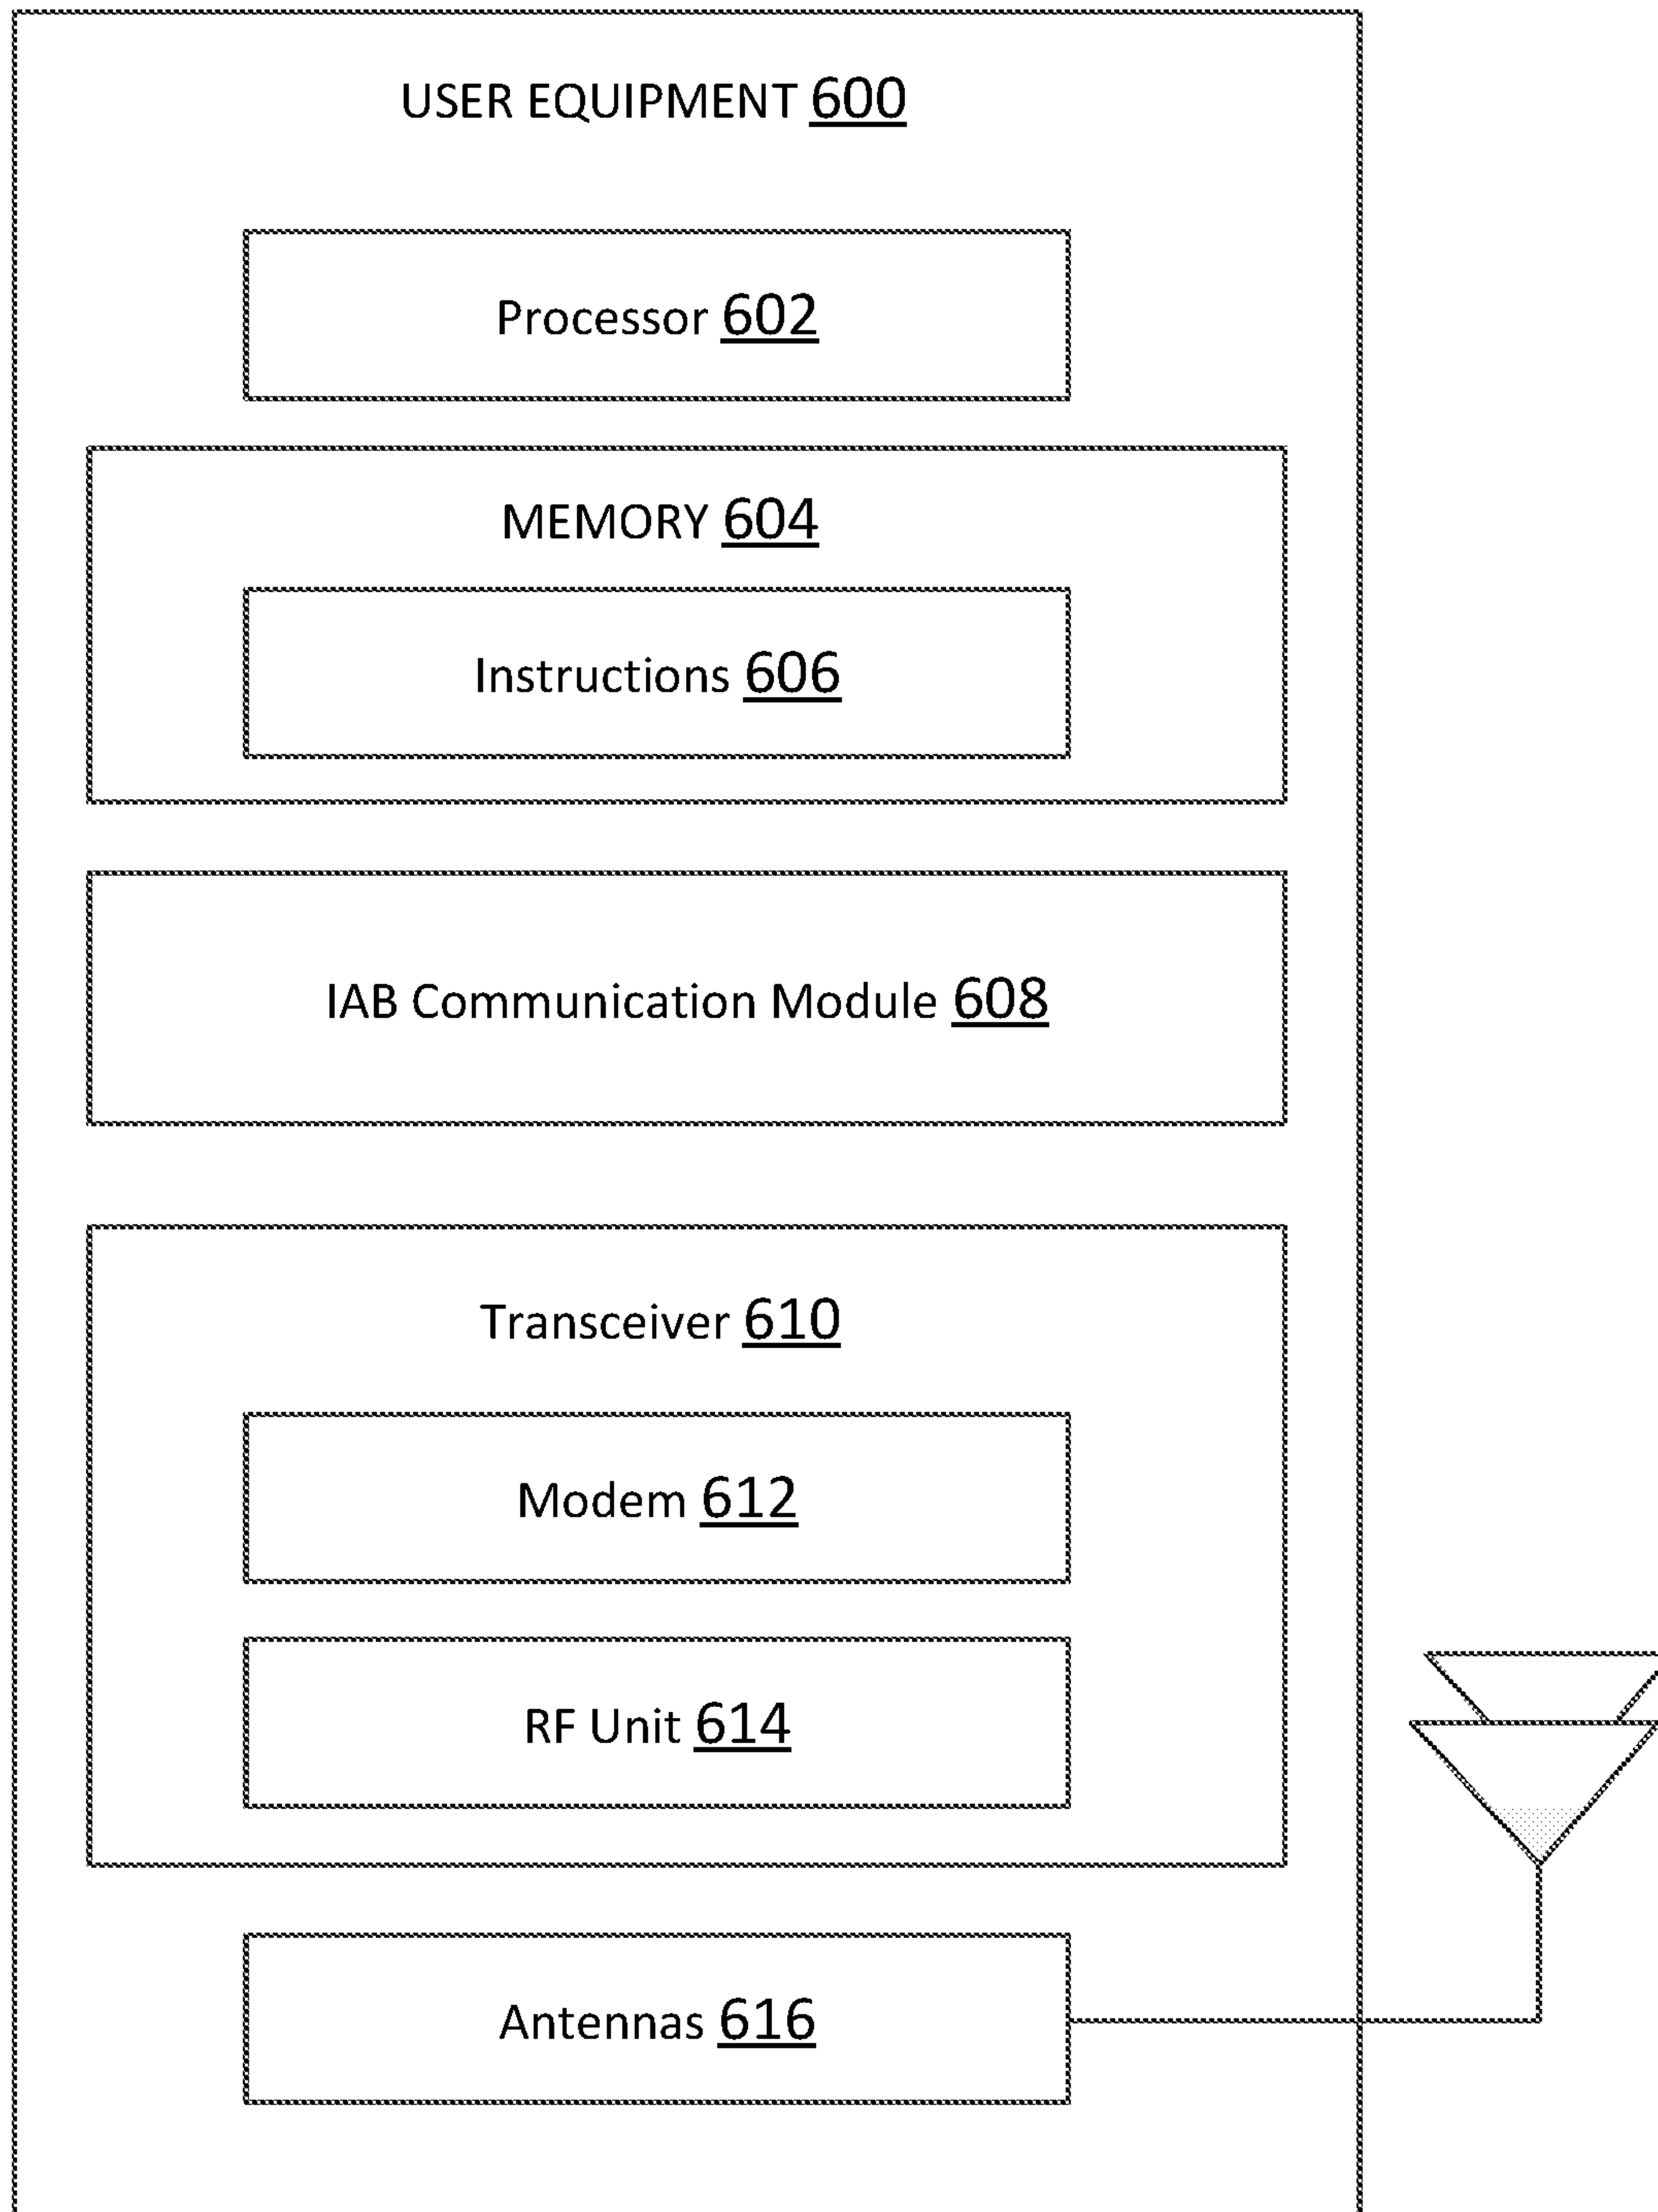 USER EQUIPMENT 600
Processor 602
MEMORY 604
Instructions 606
IAB Communication Module 608
Transceiver 610
Modem 612
RF Unit 614
Antennas 616